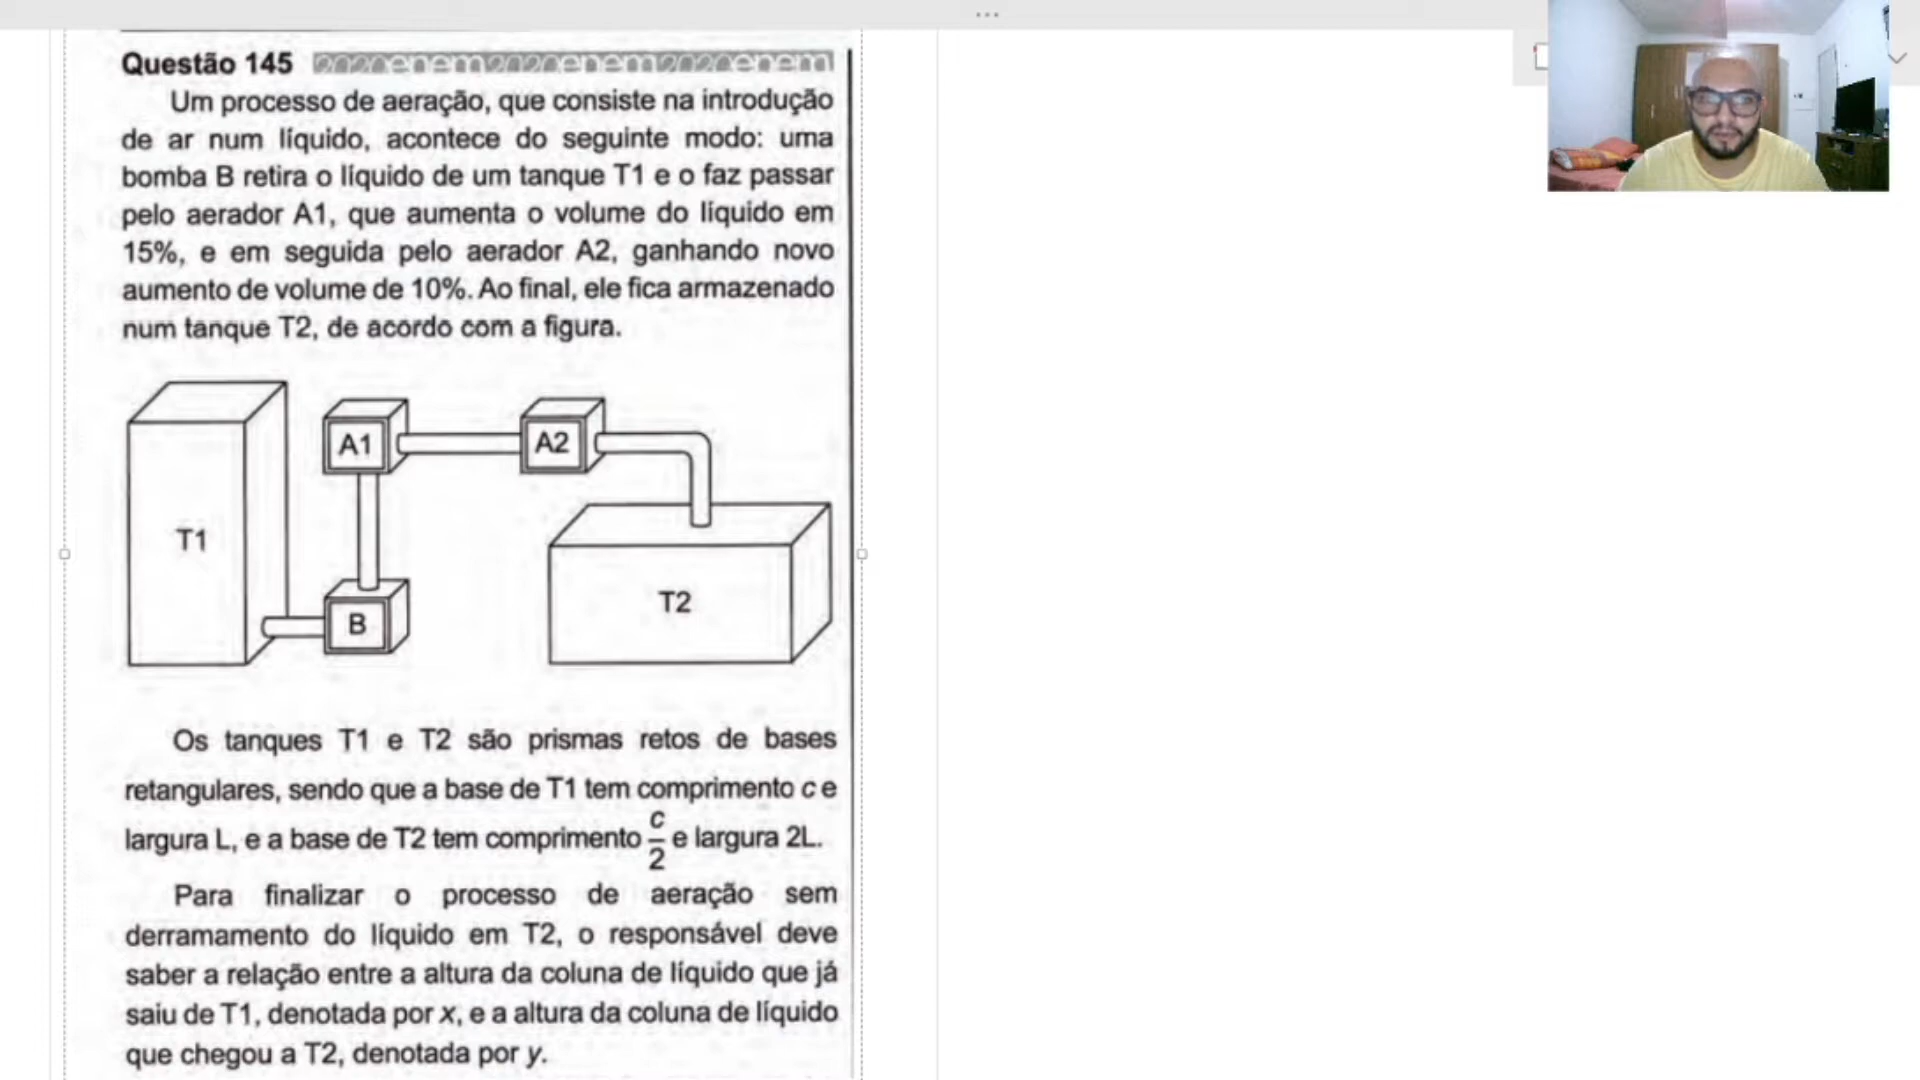 Questão 145 2020enem2020enem2020enem
Um processo de aeração, que consiste na introdução
de ar num líquido, acontece do seguinte modo: uma
bomba B retira o líquido de um tanque T1 e o faz passar
pelo aerador A1, que aumenta o volume do líquido em
15%, e em seguida pelo aerador A2, ganhando novo
aumento de volume de 10%. Ao final, ele fica armazenado
num tanque T2, de acordo com a figura.
A1
A2
T1
T2
B
Os tanques T1 e T2 são prismas retos de bases
retangulares, sendo que a base de T1 tem comprimento c e
largura L, e a base de T2 tem comprimento c/2 e largura 2L.
Para finalizar o processo de aeração sem
derramamento do líquido em T2, o responsável deve
saber a relação entre a altura da coluna de líquido que já
saiu de T1, denotada por x, e a altura da coluna de líquido
que chegou a T2, denotada por y.